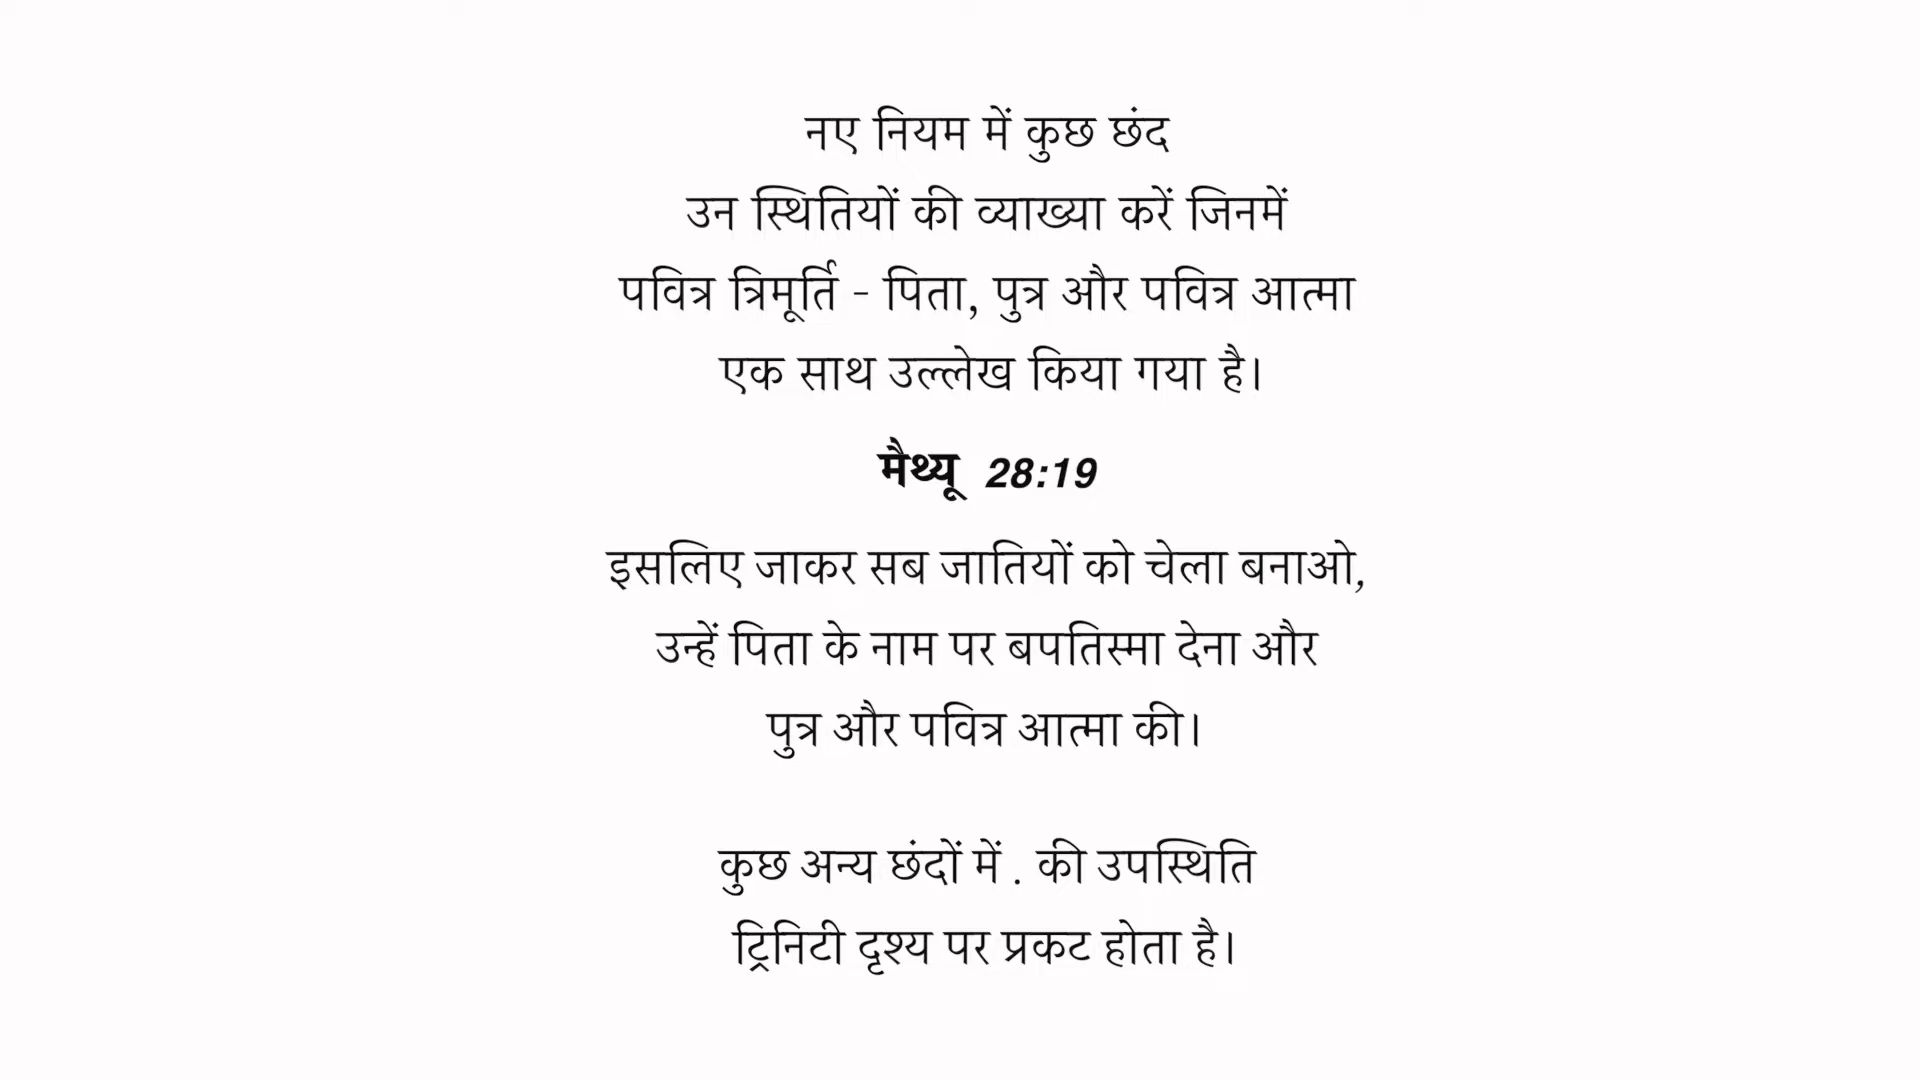 नए नियम में कुछ छंद
उन स्थितियों की व्याख्या करें जिनमें
पवित्र त्रिमूर्ति - पिता, पुत्र और पवित्र आत्मा
एक साथ उल्लेख किया गया है।
मैथ्यू 28:19
इसलिए जाकर सब जातियों को चेला बनाओ,
उन्हें पिता के नाम पर बपतिस्मा देना और
पुत्र और पवित्र आत्मा की।
कुछ अन्य छंदों में . की उपस्थिति
ट्रिनिटी दृश्य पर प्रकट होता है।